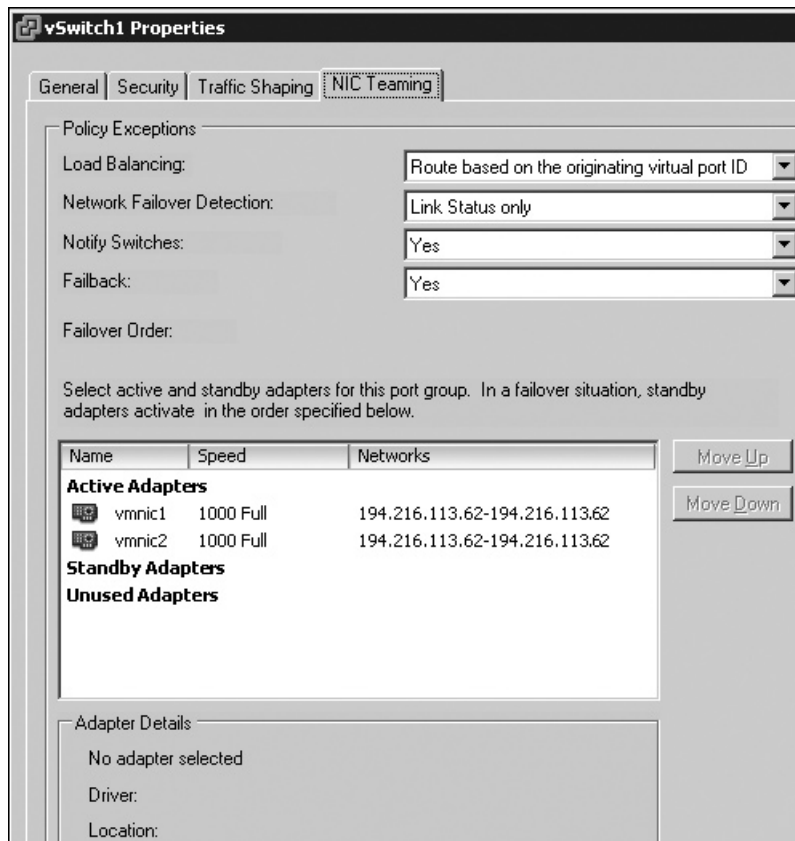 vSwitch1 Properties
General Security Traffic Shaping NIC Teaming
Policy Exceptions
Load Balancing: Route based on the originating virtual port ID
Network Failover Detection: Link Status only
Notify Switches: Yes
Failback: Yes
Failover Order:
Select active and standby adapters for this port group. In a failover situation, standby
adapters activate in the order specified below.
Name Speed Networks Move Up
Active Adapters
vmnic1 1000 Full 194.216.113.62-194.216.113.62 Move Down
vmnic2 1000 Full 194.216.113.62-194.216.113.62
Standby Adapters
Unused Adapters
Adapter Details
No adapter selected
Driver:
Location: